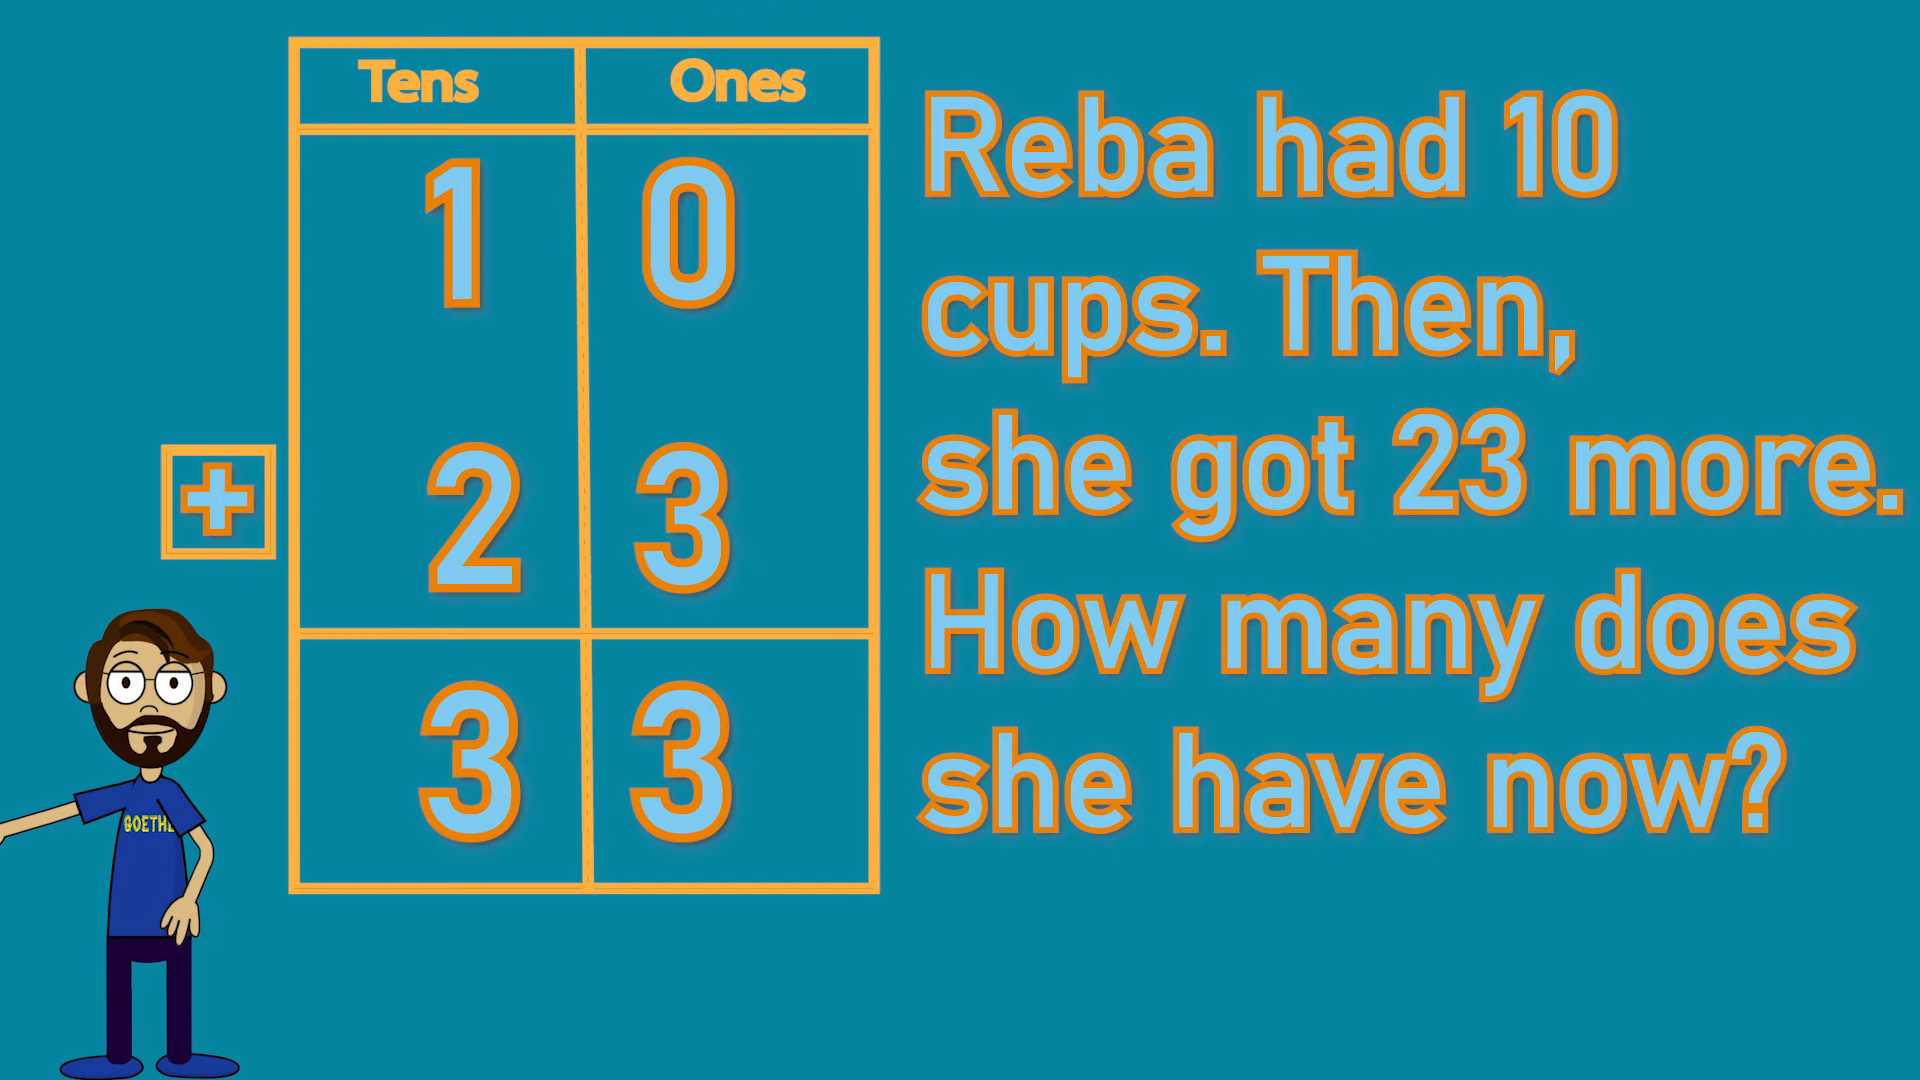 Tens Ones
1 0
+ 2 3
3 3
Reba had 10
cups. Then,
she got 23 more.
How many does
she have now?
GOETHE